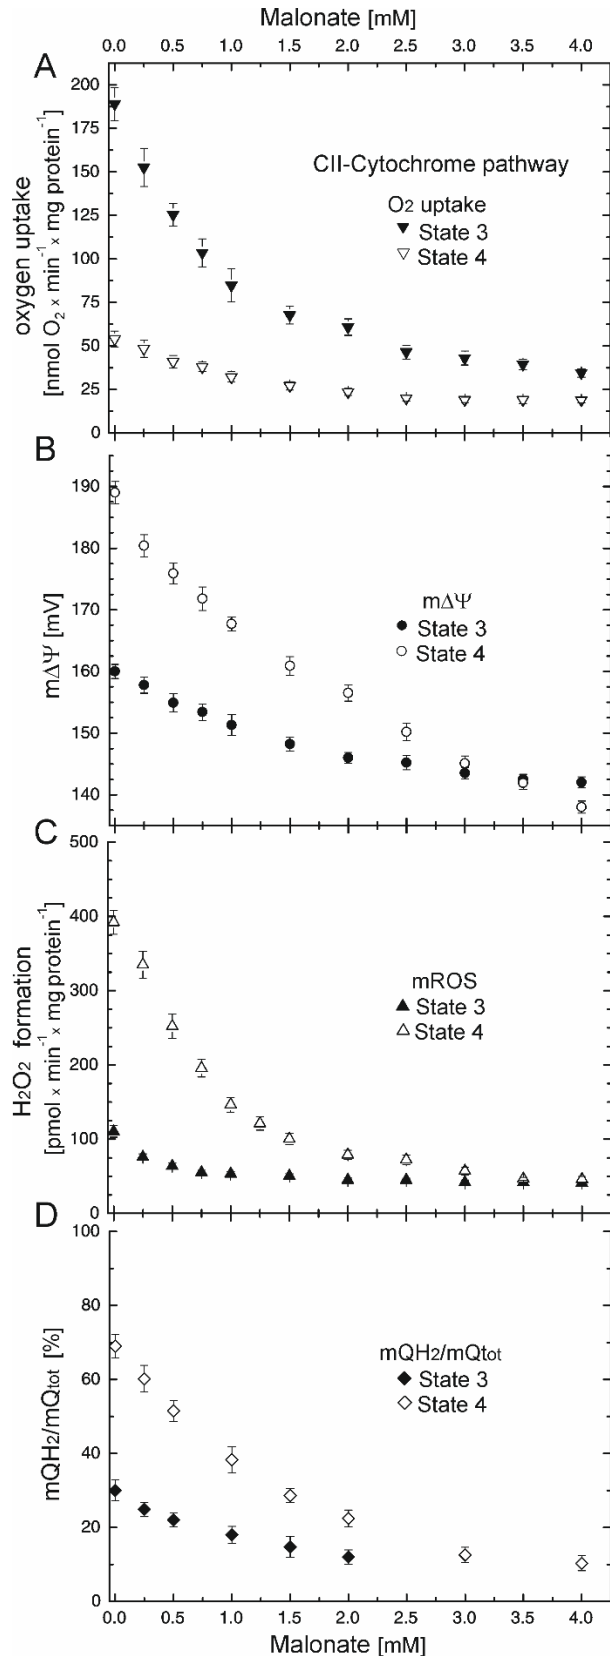 Malonate [mM]
0.0 0.5 1.0 1.5 2.0 2.5 3.0 3.5 4.0
A
200
175
150
125
100
75
50
25
0
oxygen uptake
[nmol O₂ x min⁻¹ x mg protein⁻¹]
CII-Cytochrome pathway
O₂ uptake
State 3
State 4
B
190
180
170
160
150
140
mΔΨ [mV]
mΔΨ
State 3
State 4
C
500
400
300
200
100
0
H₂O₂ formation
[pmol x min⁻¹ x mg protein⁻¹]
mROS
State 3
State 4
D
100
80
60
40
20
0
mQH₂/mQtot [%]
mQH₂/mQtot
State 3
State 4
0.0 0.5 1.0 1.5 2.0 2.5 3.0 3.5 4.0
Malonate [mM]